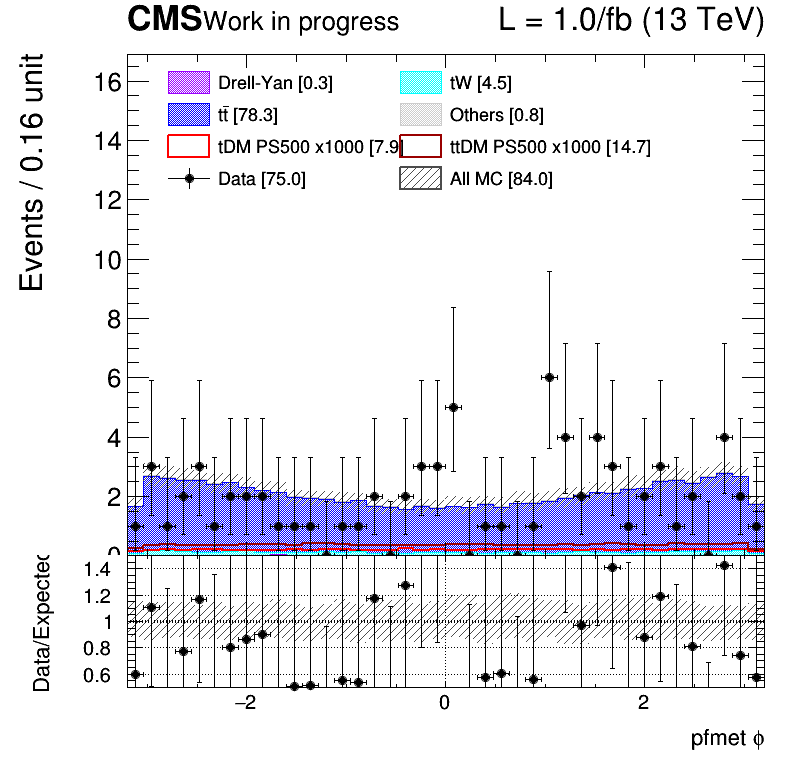 CMS Work in progress L = 1.0/fb (13 TeV)
Events / 0.16 unit
16
14
12
10
8
6
4
2
0
Drell-Yan [0.3] tW [4.5]
tt̄ [78.3] Others [0.8]
tDM PS500 x1000 [7.9] ttDM PS500 x1000 [14.7]
Data [75.0] All MC [84.0]
Data/Expected
1.4
1.2
1
0.8
0.6
−2 0 2
pfmet ϕ